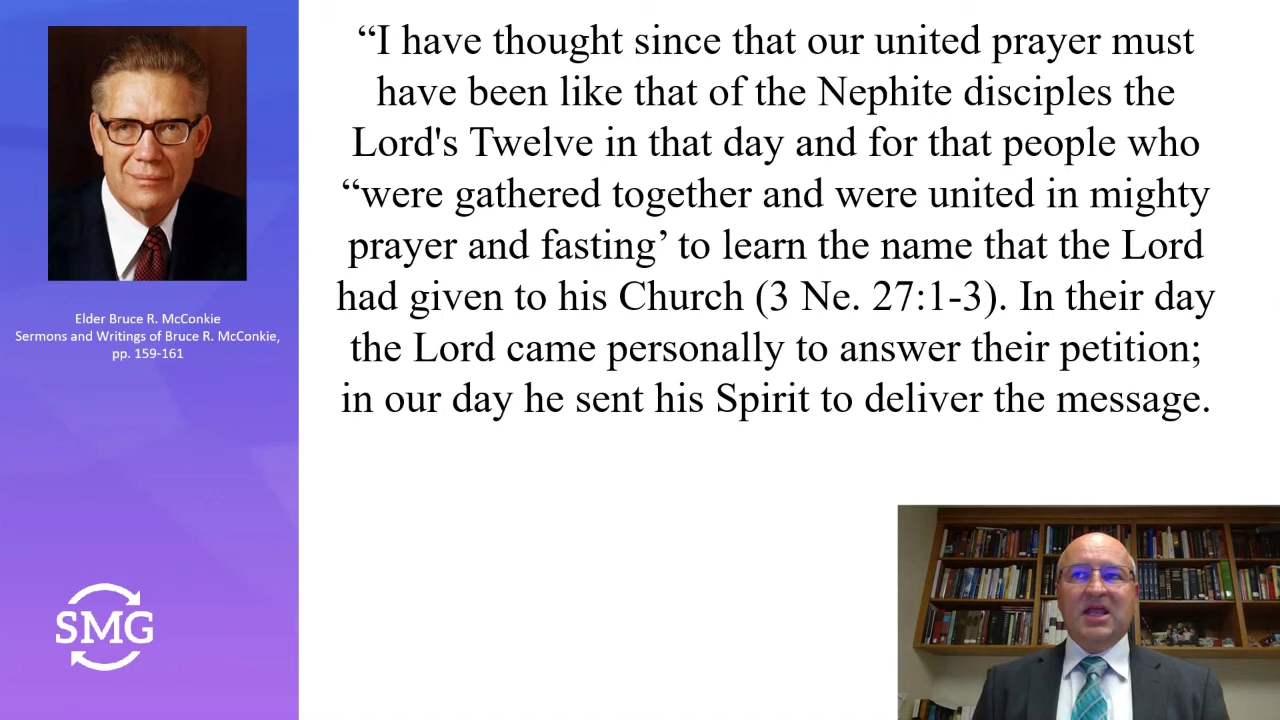 “I have thought since that our united prayer must
have been like that of the Nephite disciples the
Lord's Twelve in that day and for that people who
“were gathered together and were united in mighty
prayer and fasting’ to learn the name that the Lord
had given to his Church (3 Ne. 27:1-3). In their day
the Lord came personally to answer their petition;
in our day he sent his Spirit to deliver the message.
Elder Bruce R. McConkie
Sermons and Writings of Bruce R. McConkie,
pp. 159-161
SMG